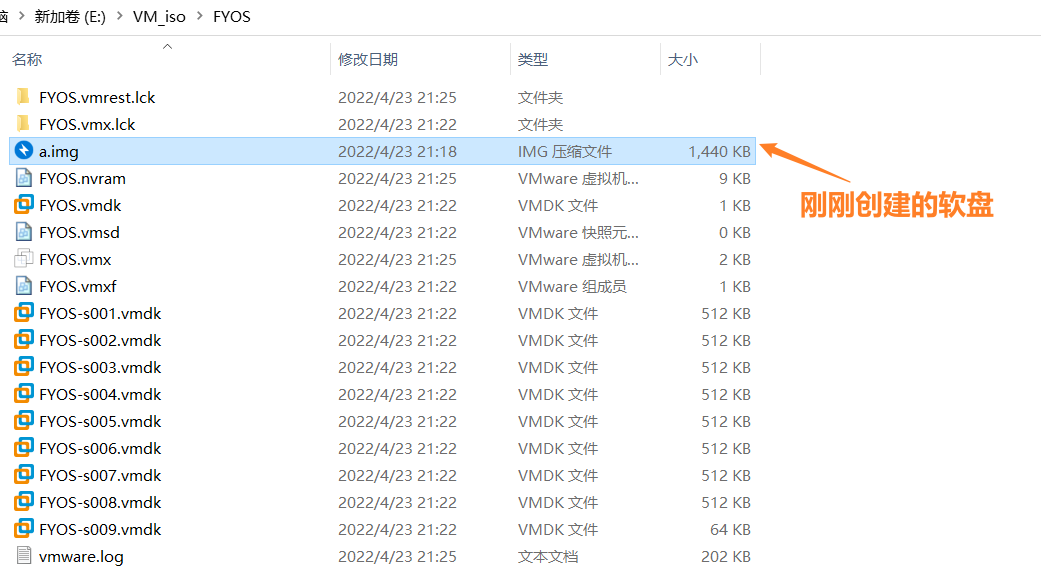 脑 > 新加卷 (E:) > VM_iso > FYOS
名称 修改日期 类型 大小
FYOS.vmrest.lck 2022/4/23 21:25 文件夹
FYOS.vmx.lck 2022/4/23 21:22 文件夹
a.img 2022/4/23 21:18 IMG 压缩文件 1,440 KB
FYOS.nvram 2022/4/23 21:25 VMware 虚拟机... 9 KB
刚刚创建的软盘
FYOS.vmdk 2022/4/23 21:22 VMDK 文件 1 KB
FYOS.vmsd 2022/4/23 21:22 VMware 快照元... 0 KB
FYOS.vmx 2022/4/23 21:25 VMware 虚拟机... 2 KB
FYOS.vmxf 2022/4/23 21:22 VMware 组成员 1 KB
FYOS-s001.vmdk 2022/4/23 21:22 VMDK 文件 512 KB
FYOS-s002.vmdk 2022/4/23 21:22 VMDK 文件 512 KB
FYOS-s003.vmdk 2022/4/23 21:22 VMDK 文件 512 KB
FYOS-s004.vmdk 2022/4/23 21:22 VMDK 文件 512 KB
FYOS-s005.vmdk 2022/4/23 21:22 VMDK 文件 512 KB
FYOS-s006.vmdk 2022/4/23 21:22 VMDK 文件 512 KB
FYOS-s007.vmdk 2022/4/23 21:22 VMDK 文件 512 KB
FYOS-s008.vmdk 2022/4/23 21:22 VMDK 文件 512 KB
FYOS-s009.vmdk 2022/4/23 21:22 VMDK 文件 64 KB
vmware.log 2022/4/23 21:25 文本文档 202 KB